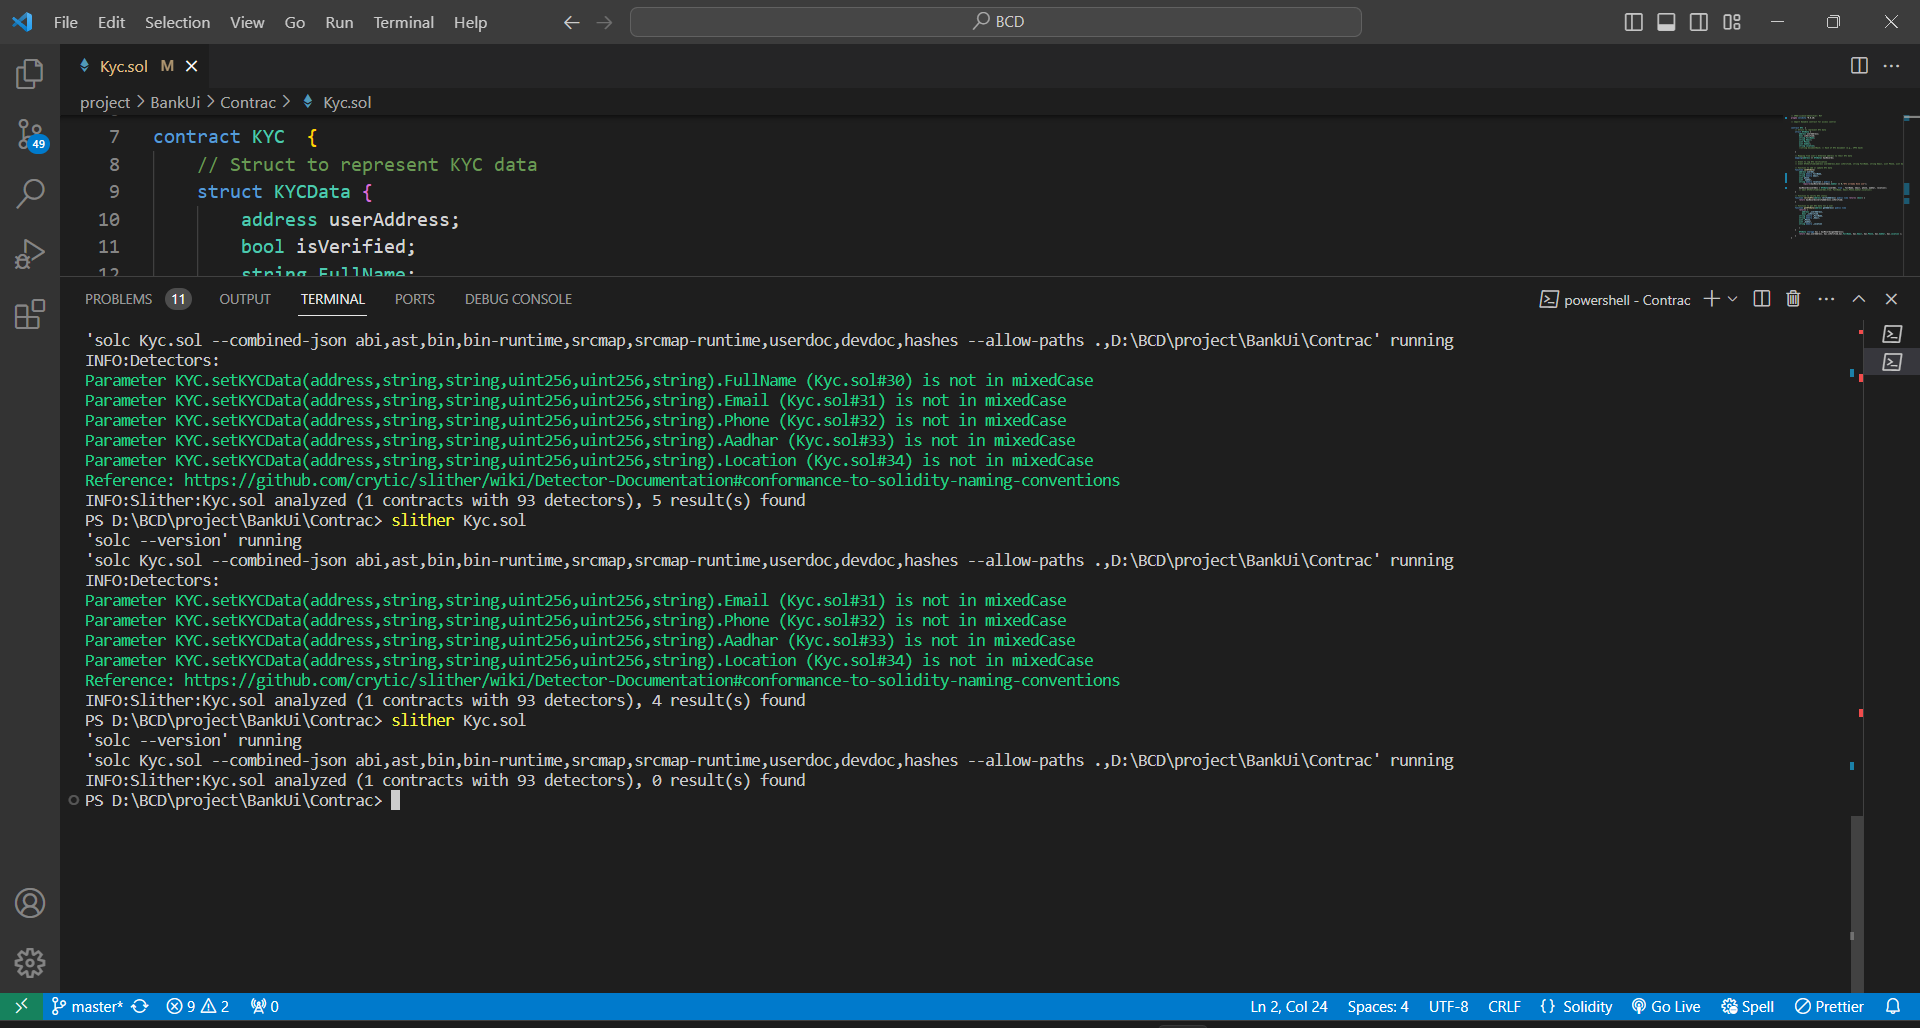 File Edit Selection View Go Run Terminal Help BCD
Kyc.sol M
project > BankUi > Contrac > Kyc.sol
49
7 contract KYC {
8 // Struct to represent KYC data
9 struct KYCData {
10 address userAddress;
11 bool isVerified;
12 string FullName;
PROBLEMS 11 OUTPUT TERMINAL PORTS DEBUG CONSOLE powershell - Contrac
'solc Kyc.sol --combined-json abi,ast,bin,bin-runtime,srcmap,srcmap-runtime,userdoc,devdoc,hashes --allow-paths .,D:\BCD\project\BankUi\Contrac' running
INFO:Detectors:
Parameter KYC.setKYCData(address,string,string,uint256,uint256,string).FullName (Kyc.sol#30) is not in mixedCase
Parameter KYC.setKYCData(address,string,string,uint256,uint256,string).Email (Kyc.sol#31) is not in mixedCase
Parameter KYC.setKYCData(address,string,string,uint256,uint256,string).Phone (Kyc.sol#32) is not in mixedCase
Parameter KYC.setKYCData(address,string,string,uint256,uint256,string).Aadhar (Kyc.sol#33) is not in mixedCase
Parameter KYC.setKYCData(address,string,string,uint256,uint256,string).Location (Kyc.sol#34) is not in mixedCase
Reference: https://github.com/crytic/slither/wiki/Detector-Documentation#conformance-to-solidity-naming-conventions
INFO:Slither:Kyc.sol analyzed (1 contracts with 93 detectors), 5 result(s) found
PS D:\BCD\project\BankUi\Contrac> slither Kyc.sol
'solc --version' running
'solc Kyc.sol --combined-json abi,ast,bin,bin-runtime,srcmap,srcmap-runtime,userdoc,devdoc,hashes --allow-paths .,D:\BCD\project\BankUi\Contrac' running
INFO:Detectors:
Parameter KYC.setKYCData(address,string,string,uint256,uint256,string).Email (Kyc.sol#31) is not in mixedCase
Parameter KYC.setKYCData(address,string,string,uint256,uint256,string).Phone (Kyc.sol#32) is not in mixedCase
Parameter KYC.setKYCData(address,string,string,uint256,uint256,string).Aadhar (Kyc.sol#33) is not in mixedCase
Parameter KYC.setKYCData(address,string,string,uint256,uint256,string).Location (Kyc.sol#34) is not in mixedCase
Reference: https://github.com/crytic/slither/wiki/Detector-Documentation#conformance-to-solidity-naming-conventions
INFO:Slither:Kyc.sol analyzed (1 contracts with 93 detectors), 4 result(s) found
PS D:\BCD\project\BankUi\Contrac> slither Kyc.sol
'solc --version' running
'solc Kyc.sol --combined-json abi,ast,bin,bin-runtime,srcmap,srcmap-runtime,userdoc,devdoc,hashes --allow-paths .,D:\BCD\project\BankUi\Contrac' running
INFO:Slither:Kyc.sol analyzed (1 contracts with 93 detectors), 0 result(s) found
PS D:\BCD\project\BankUi\Contrac>
master* 9 2 0 Ln 2, Col 24 Spaces: 4 UTF-8 CRLF {} Solidity Go Live Spell Prettier